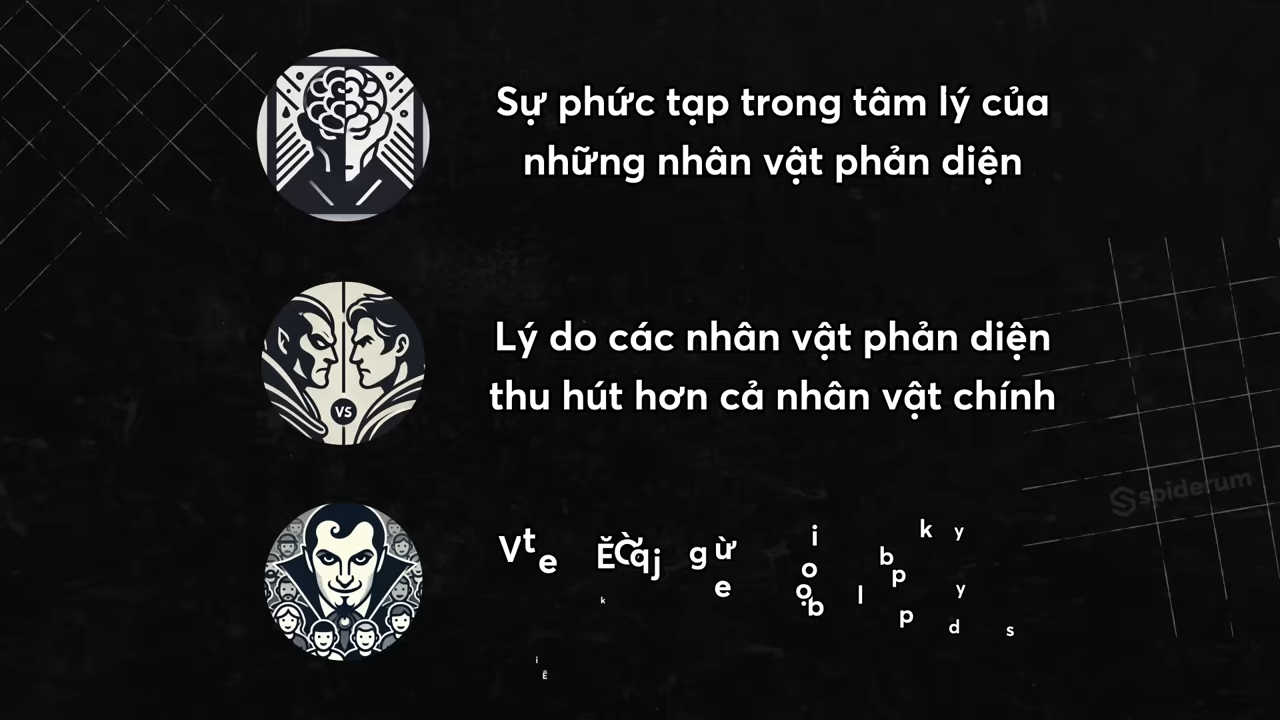 Sự phức tạp trong tâm lý của
những nhân vật phản diện
VS
Lý do các nhân vật phản diện
thu hút hơn cả nhân vật chính
spiderum